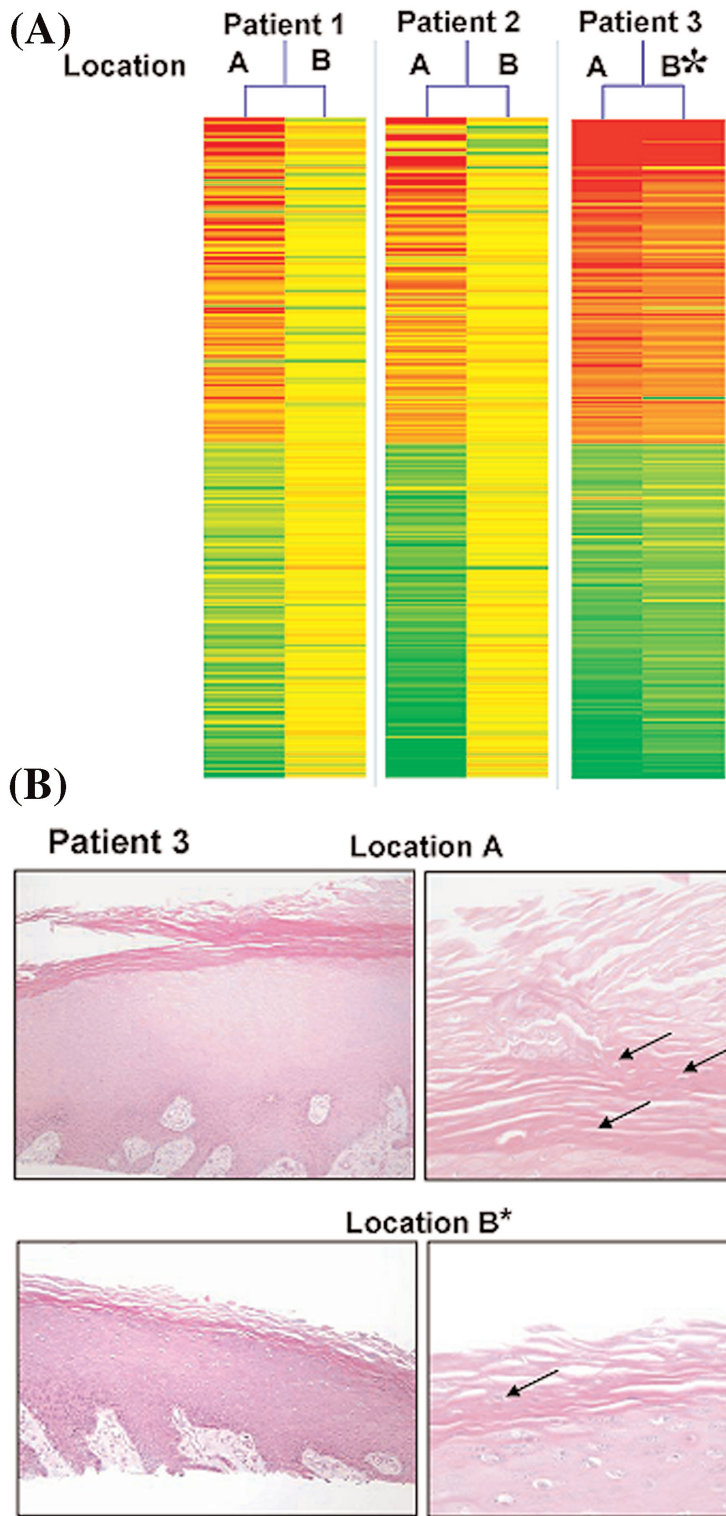 (A)
Patient 1 Patient 2 Patient 3
Location A B A B A B*
(B)
Patient 3 Location A
Location B*